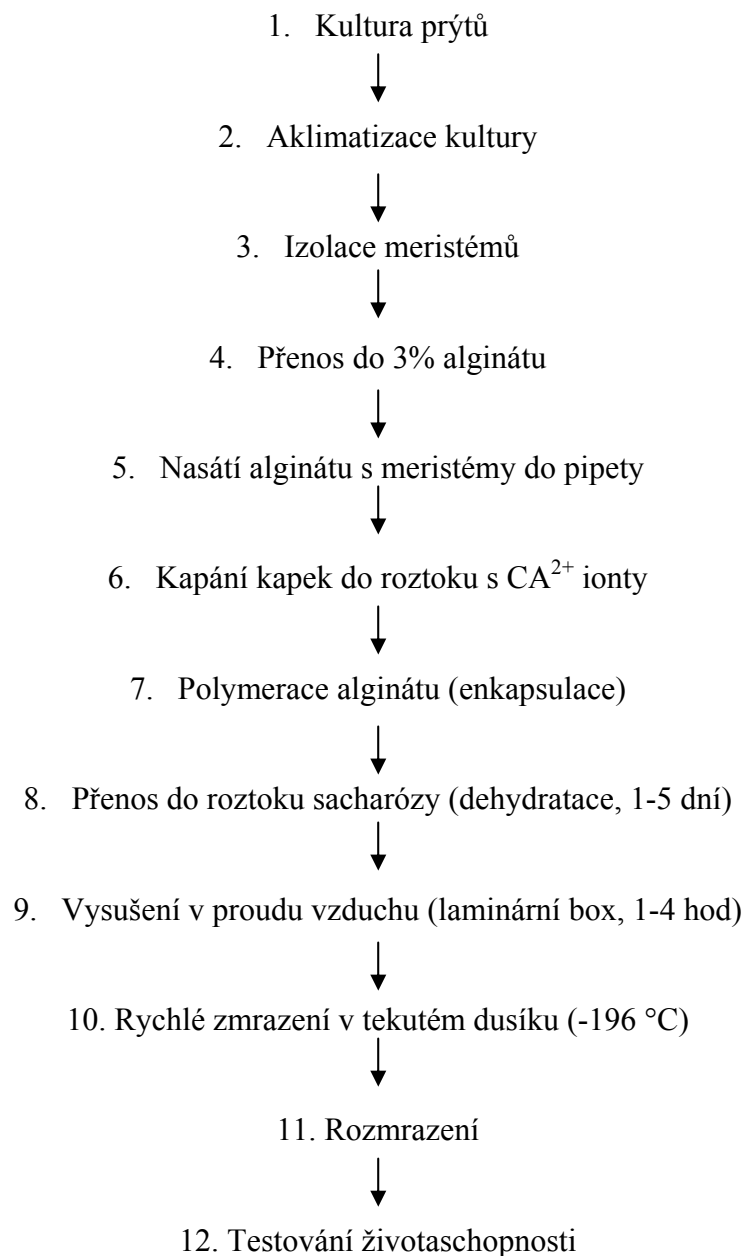 1. Kultura prýtů
2. Aklimatizace kultury
3. Izolace meristémů
4. Přenos do 3% alginátu
5. Nasátí alginátu s meristémy do pipety
6. Kapání kapek do roztoku s CA²⁺ ionty
7. Polymerace alginátu (enkapsulace)
8. Přenos do roztoku sacharózy (dehydratace, 1-5 dní)
9. Vysušení v proudu vzduchu (laminární box, 1-4 hod)
10. Rychlé zmrazení v tekutém dusíku (-196 °C)
11. Rozmrazení
12. Testování životaschopnosti